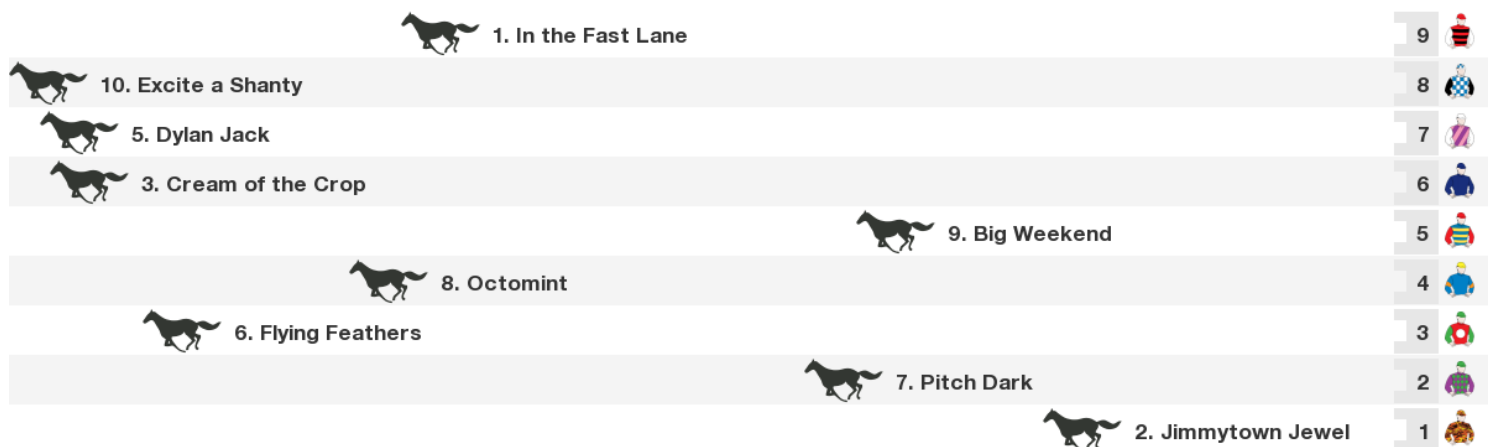 1. In the Fast Lane 9
10. Excite a Shanty 8
5. Dylan Jack 7
3. Cream of the Crop 6
9. Big Weekend 5
8. Octomint 4
6. Flying Feathers 3
7. Pitch Dark 2
2. Jimmytown Jewel 1